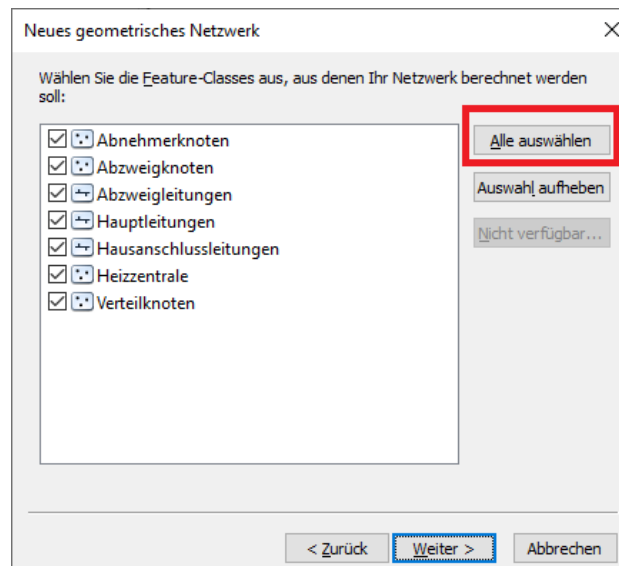 Neues geometrisches Netzwerk
Wählen Sie die Feature-Classes aus, aus denen Ihr Netzwerk berechnet werden
soll:
Abnehmerknoten
Abzweigknoten
Abzweigleitungen
Hauptleitungen
Hausanschlussleitungen
Heizzentrale
Verteilknoten
Alle auswählen
Auswahl aufheben
Nicht verfügbar...
< Zurück
Weiter >
Abbrechen